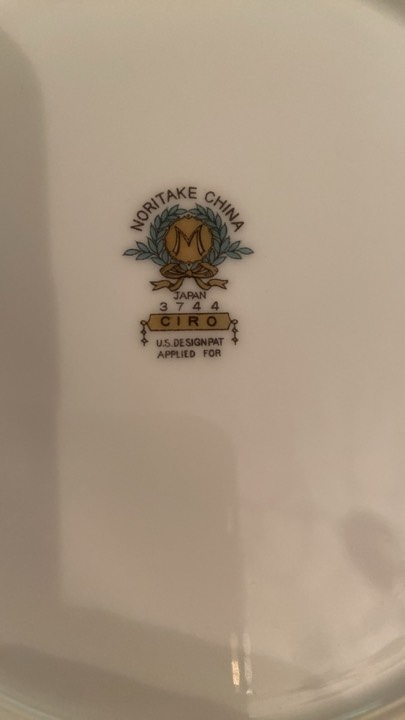 NORITAKE CHINA
M
JAPAN
3744
CIRO
U.S.DESIGN PAT
APPLIED FOR